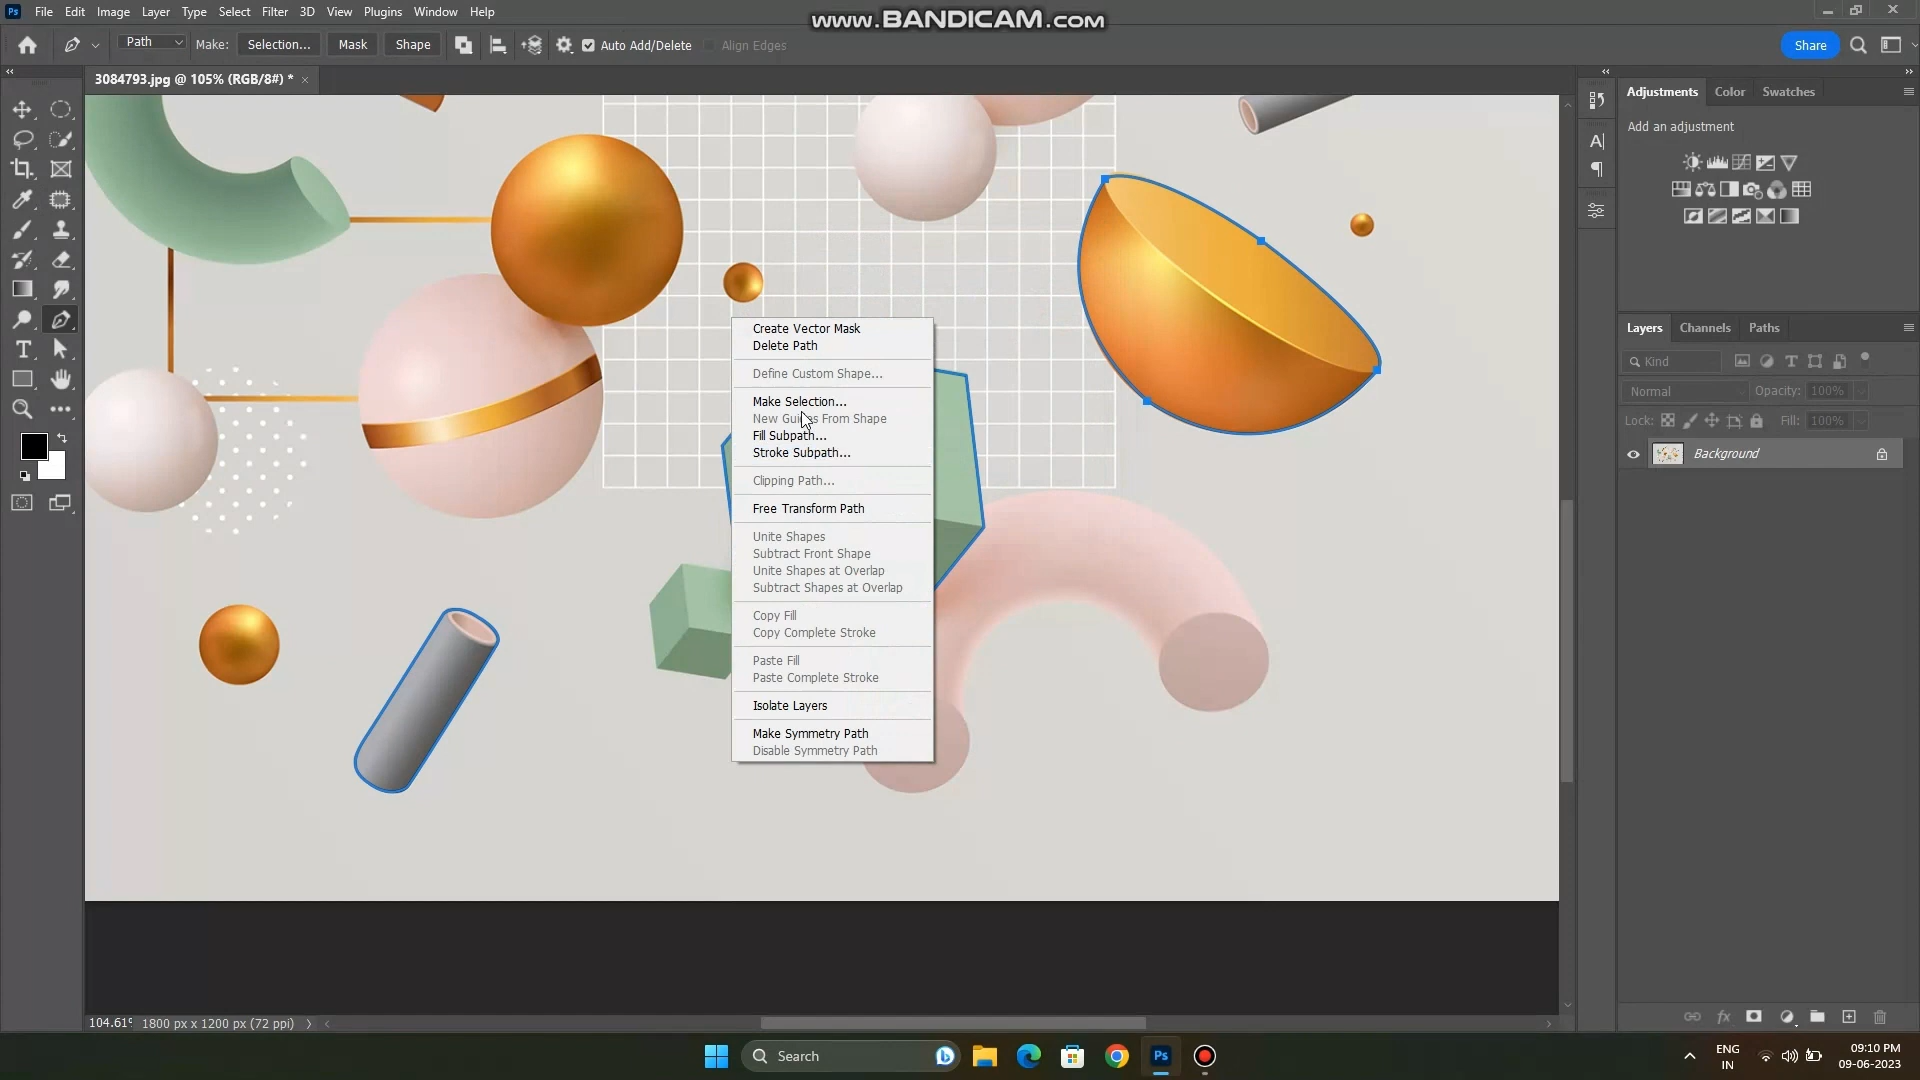 www.BANDICAM.com
Ps File Edit Image Layer Type Select Filter 3D View Plugins Window Help
Path Make: Selection... Mask Shape Auto Add/Delete Align Edges Share
3084793.jpg @ 105% (RGB/8#) * ×
Adjustments Color Swatches
Add an adjustment
Create Vector Mask
Delete Path
Define Custom Shape...
Make Selection...
New Guides From Shape
Fill Subpath...
Stroke Subpath...
Clipping Path...
Free Transform Path
Unite Shapes
Subtract Front Shape
Unite Shapes at Overlap
Subtract Shapes at Overlap
Copy Fill
Copy Complete Stroke
Paste Fill
Paste Complete Stroke
Isolate Layers
Make Symmetry Path
Disable Symmetry Path
Layers Channels Paths
Kind
Normal Opacity: 100%
Lock: Fill: 100%
Background
fx
104.61% 1800 px x 1200 px (72 ppi)
Search Ps
ENG
IN
09:10 PM
09-06-2023